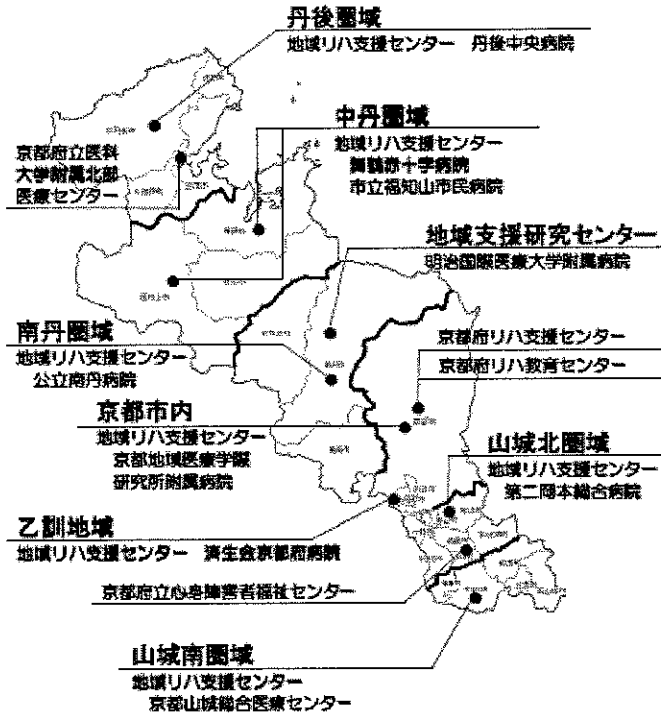 丹後圏域
地域リハ支援センター 丹後中央病院
中丹圏域
地域リハ支援センター
舞鶴赤十字病院
市立福知山市民病院
京都府立医科
大学附属北部
医療センター
地域支援研究センター
明治国際医療大学附属病院
南丹圏域
地域リハ支援センター
公立南丹病院
京都府リハ支援センター
京都府リハ教育センター
京都市内
地域リハ支援センター
京都地域医療学際
研究所附属病院
山城北圏域
地域リハ支援センター
第二岡本総合病院
乙訓地域
地域リハ支援センター 済生会京都府病院
京都府立心身障害者福祉センター
山城南圏域
地域リハ支援センター
京都山城総合医療センター